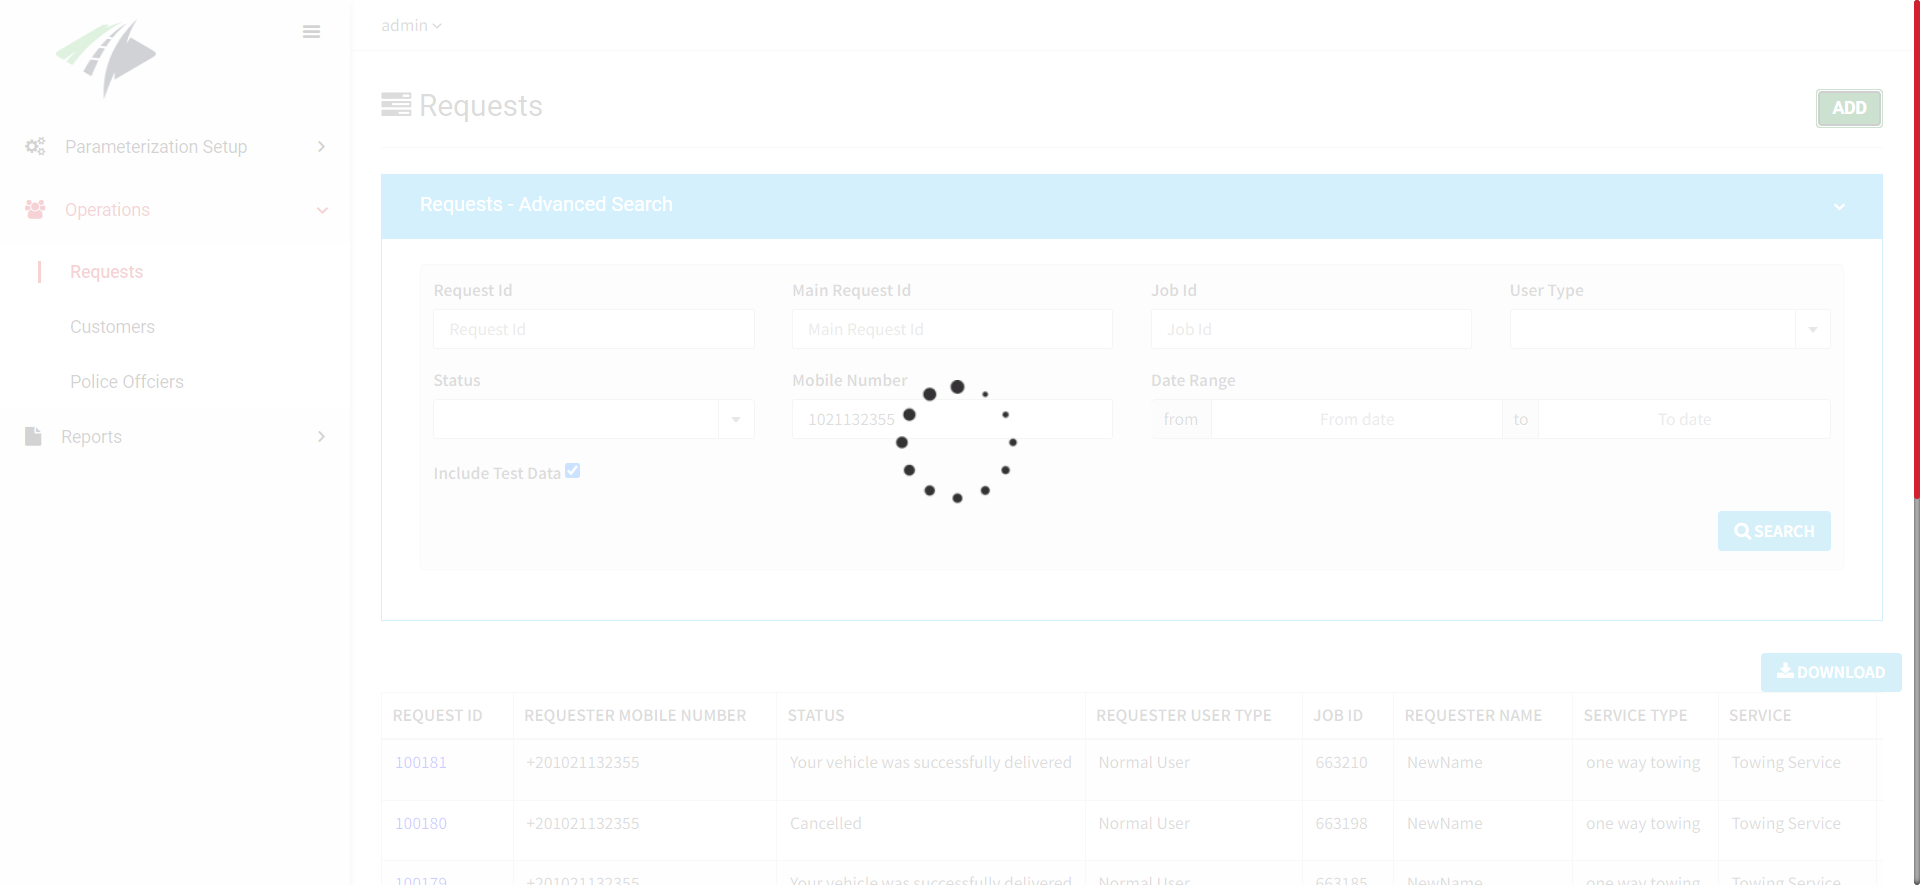 admin
Requests
ADD
Parameterization Setup
Operations
Requests
Customers
Police Offciers
Reports
Requests - Advanced Search
Request Id
Main Request Id
Job Id
User Type
Request Id
Main Request Id
Job Id
Status
Mobile Number
Date Range
1021132355
from
From date
to
To date
Include Test Data
SEARCH
DOWNLOAD
REQUEST ID REQUESTER MOBILE NUMBER STATUS REQUESTER USER TYPE JOB ID REQUESTER NAME SERVICE TYPE SERVICE
100181 +201021132355 Your vehicle was successfully delivered Normal User 663210 NewName one way towing Towing Service
100180 +201021132355 Cancelled Normal User 663198 NewName one way towing Towing Service
100179 +201021132355 Your vehicle was successfully delivered Normal User 663185 NewName one way towing Towing Service